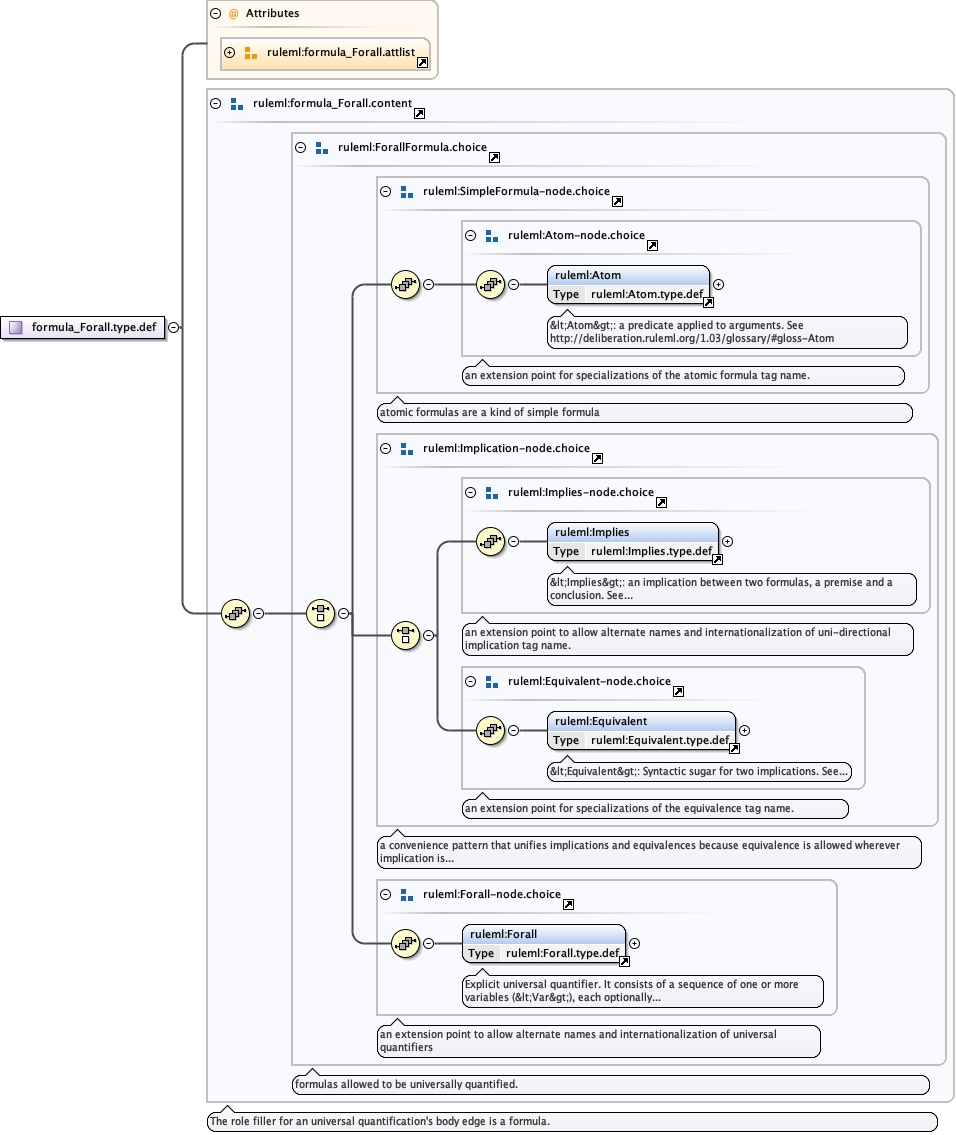 @ Attributes
ruleml:formula_Forall.attlist
ruleml:formula_Forall.content
ruleml:ForallFormula.choice
ruleml:SimpleFormula-node.choice
ruleml:Atom-node.choice
ruleml:Atom
Type ruleml:Atom.type.def
&lt;Atom&gt;: a predicate applied to arguments. See
http://deliberation.ruleml.org/1.03/glossary/#gloss-Atom
an extension point for specializations of the atomic formula tag name.
atomic formulas are a kind of simple formula
formula_Forall.type.def
ruleml:Implication-node.choice
ruleml:Implies-node.choice
ruleml:Implies
Type ruleml:Implies.type.def
&lt;Implies&gt;: an implication between two formulas, a premise and a
conclusion. See...
an extension point to allow alternate names and internationalization of uni-directional
implication tag name.
ruleml:Equivalent-node.choice
ruleml:Equivalent
Type ruleml:Equivalent.type.def
&lt;Equivalent&gt;: Syntactic sugar for two implications. See...
an extension point for specializations of the equivalence tag name.
a convenience pattern that unifies implications and equivalences because equivalence is allowed wherever
implication is...
ruleml:Forall-node.choice
ruleml:Forall
Type ruleml:Forall.type.def
Explicit universal quantifier. It consists of a sequence of one or more
variables (&lt;Var&gt;), each optionally...
an extension point to allow alternate names and internationalization of universal
quantifiers
formulas allowed to be universally quantified.
The role filler for an universal quantification's body edge is a formula.